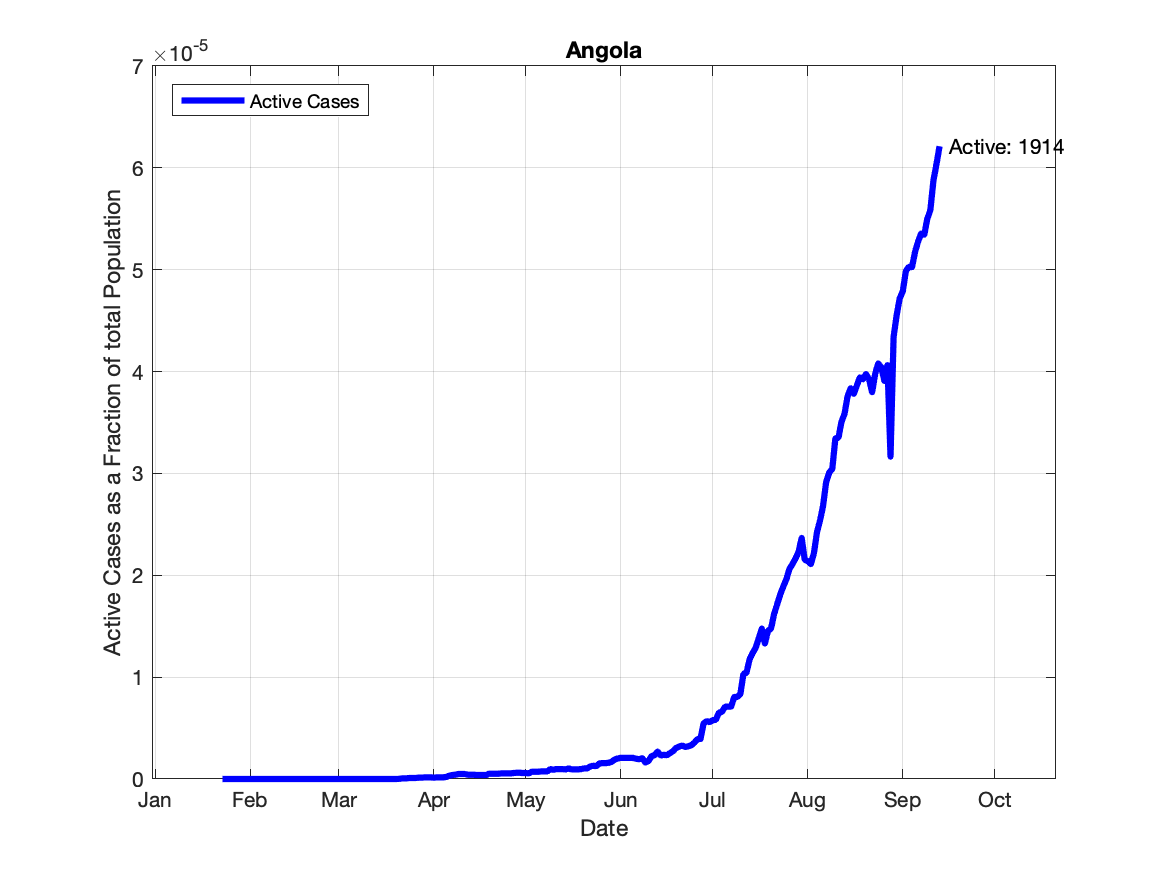 Angola
×10-5
7
6
5
4
3
2
1
0
Active Cases
Active: 1914
Active Cases as a Fraction of total Population
Jan Feb Mar Apr May Jun Jul Aug Sep Oct
Date